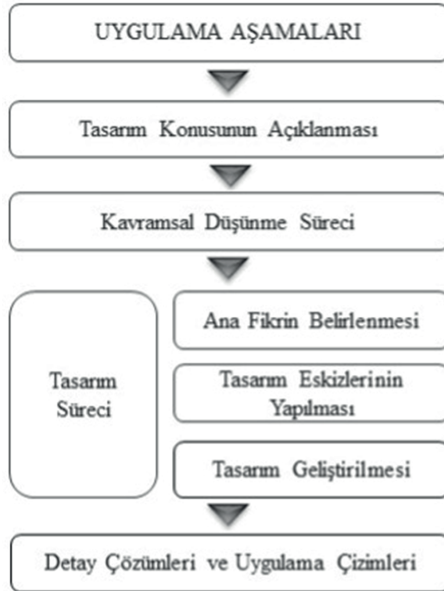 UYGULAMA AŞAMALARI
Tasarım Konusunun Açıklanması
Kavramsal Düşünme Süreci
Tasarım
Süreci
Ana Fikrin Belirlenmesi
Tasarım Eskizlerinin
Yapılması
Tasarım Geliştirilmesi
Detay Çözümleri ve Uygulama Çizimleri